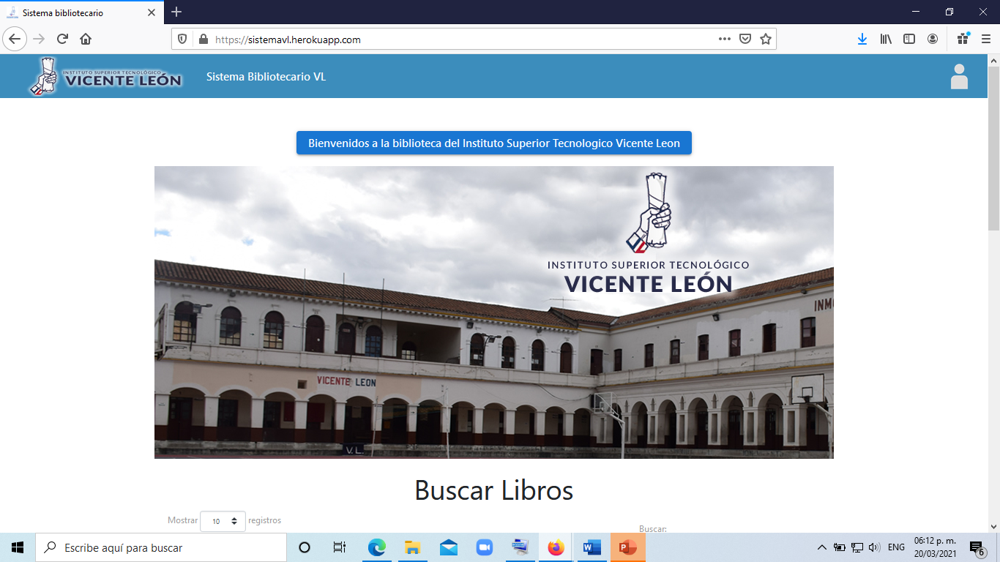 Sistema bibliotecario
https://sistemavl.herokuapp.com
INSTITUTO SUPERIOR TECNOLÓGICO
VICENTE LEÓN
Sistema Bibliotecario VL
Bienvenidos a la biblioteca del Instituto Superior Tecnologico Vicente Leon
INSTITUTO SUPERIOR TECNOLÓGICO
VICENTE LEÓN
VICENTE LEON
V.L.
Buscar Libros
Mostrar 10 registros
Buscar:
Escribe aquí para buscar
ENG
06:12 p. m.
20/03/2021
6